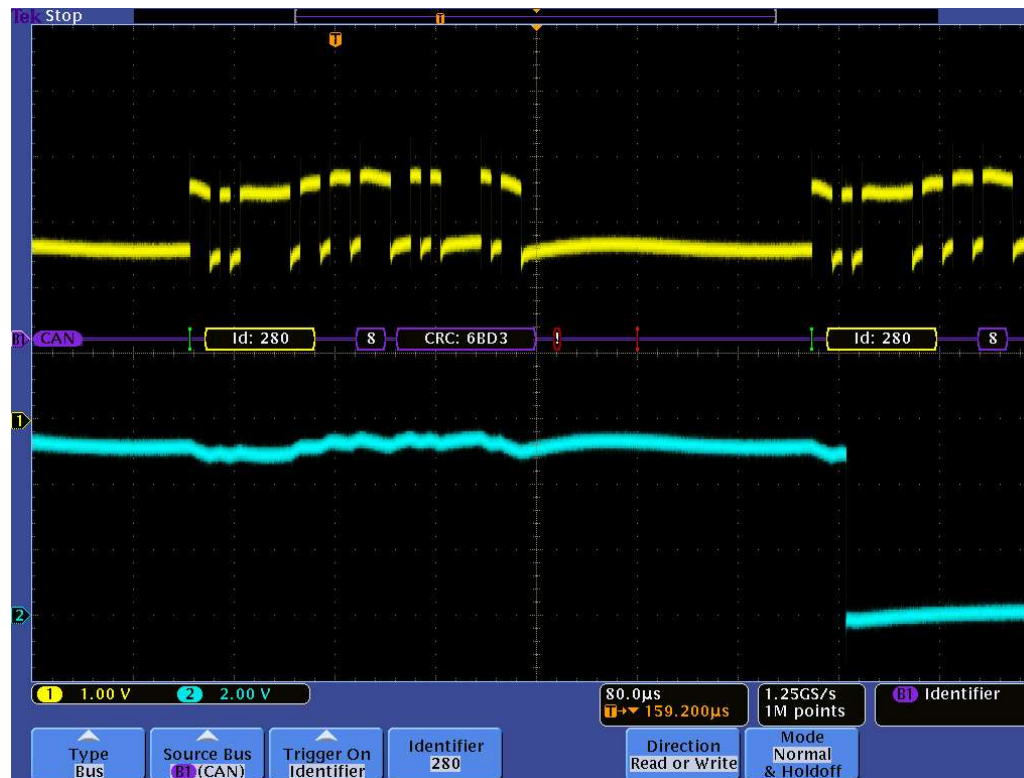 Tek Stop
T
T
B1 CAN Id: 280 8 CRC: 6BD3 ! Id: 280 8
1
2
1 1.00 V 2 2.00 V
80.0µs
T→▼ 159.200µs
1.25GS/s
1M points
B1 Identifier
Type
Bus
Source Bus
B1 (CAN)
Trigger On
Identifier
Identifier
280
Direction
Read or Write
Mode
Normal
& Holdoff